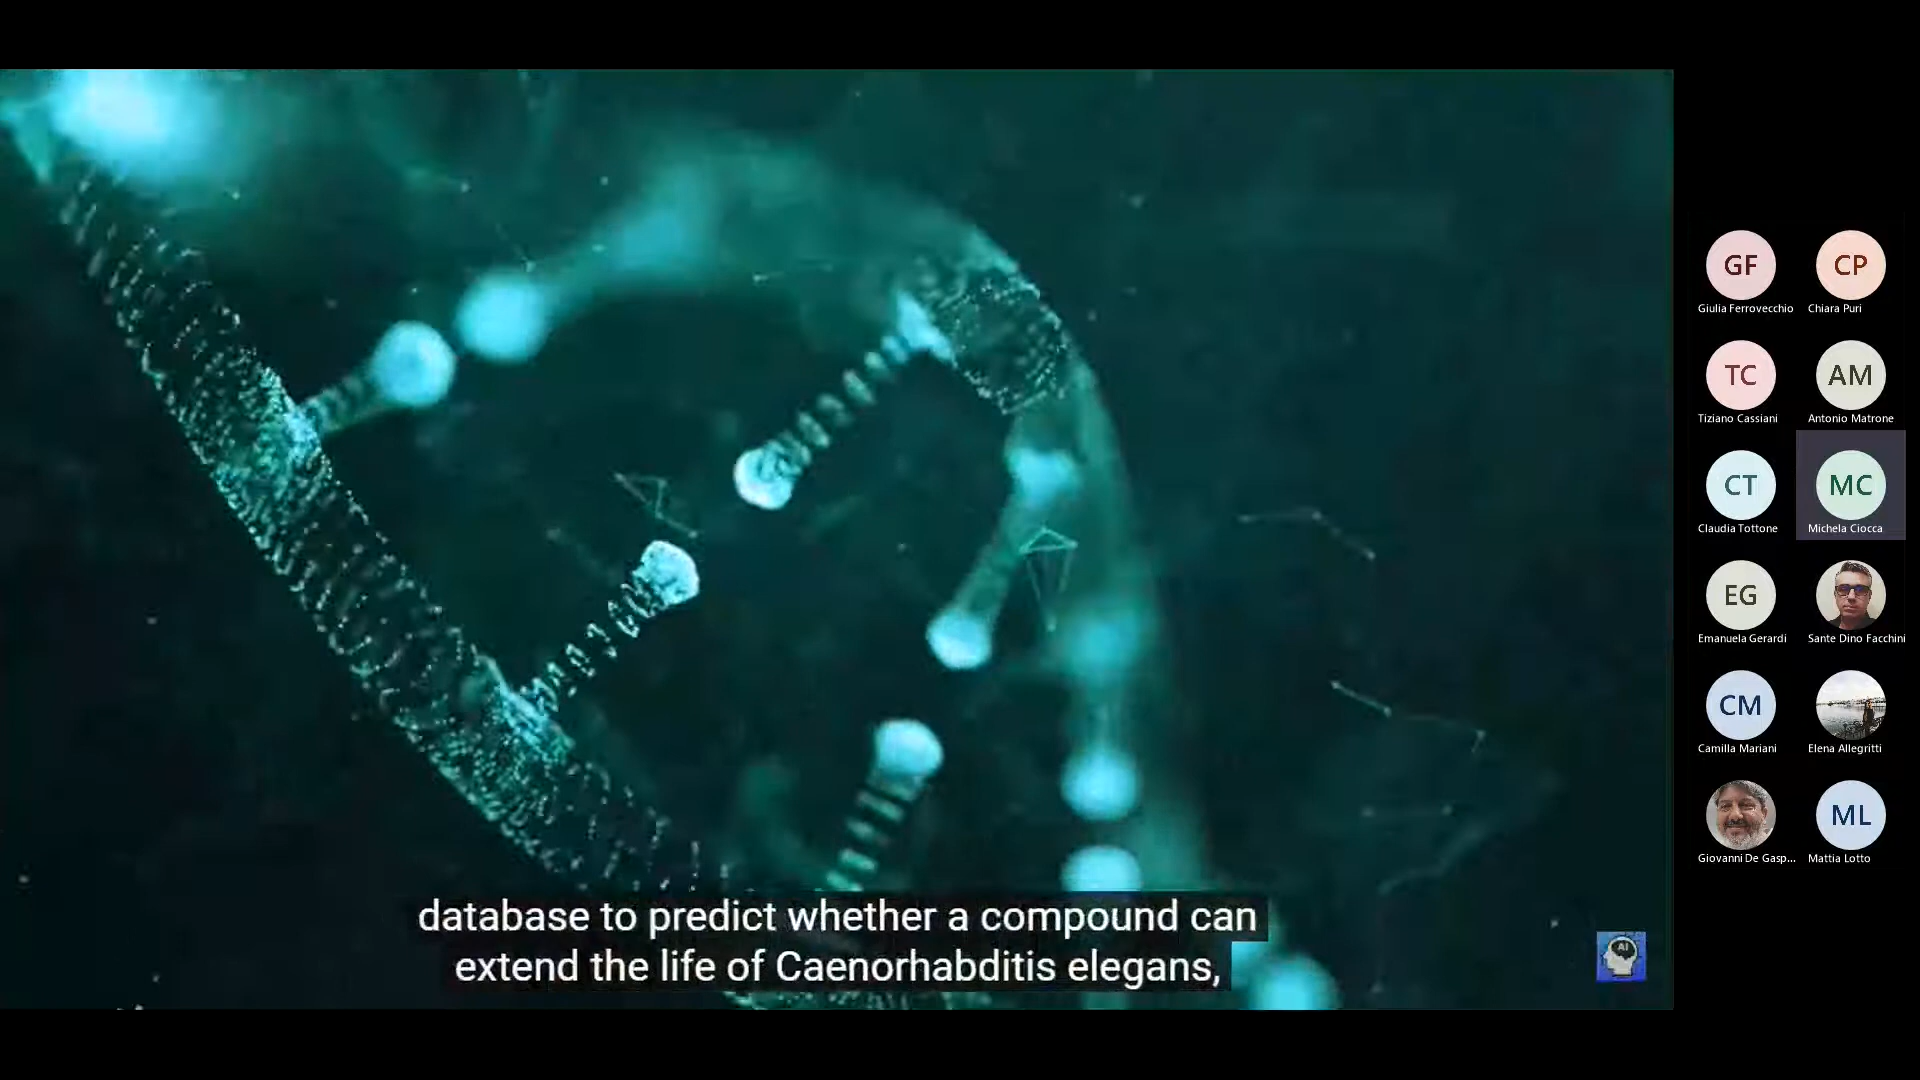 GF
CP
Giulia Ferrovecchio
Chiara Puri
TC
AM
Tiziano Cassiani
Antonio Matrone
CT
MC
Claudia Tottone
Michela Ciocca
EG
Emanuela Gerardi
Sante Dino Facchini
CM
Camilla Mariani
Elena Allegritti
ML
Giovanni De Gasp...
Mattia Lotto
database to predict whether a compound can
extend the life of Caenorhabditis elegans,
AI